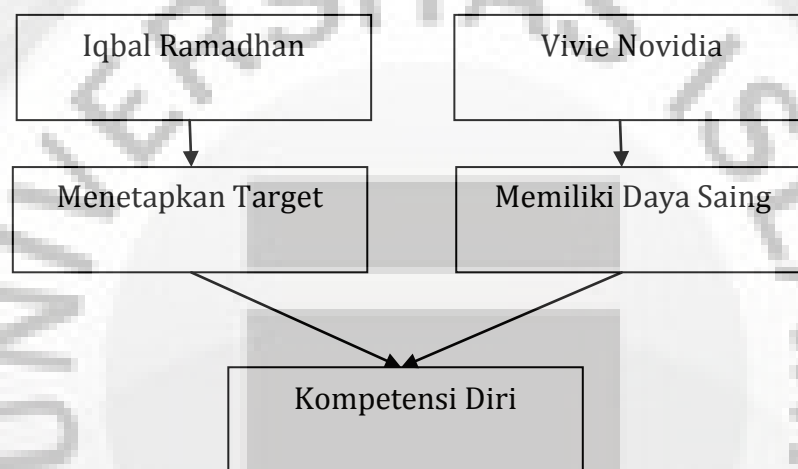 Iqbal Ramadhan
Vivie Novidia
Menetapkan Target
Memiliki Daya Saing
Kompetensi Diri